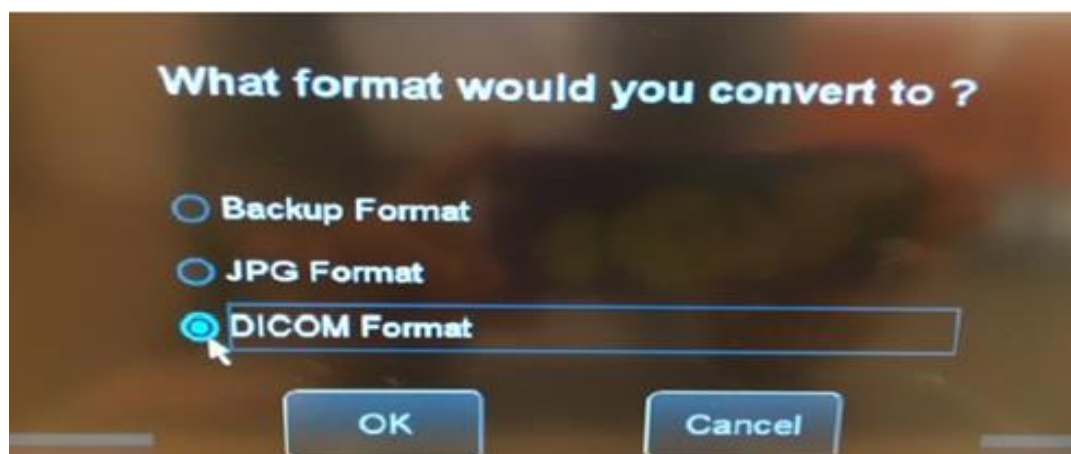 What format would you convert to ?
Backup Format
JPG Format
DICOM Format
OK Cancel